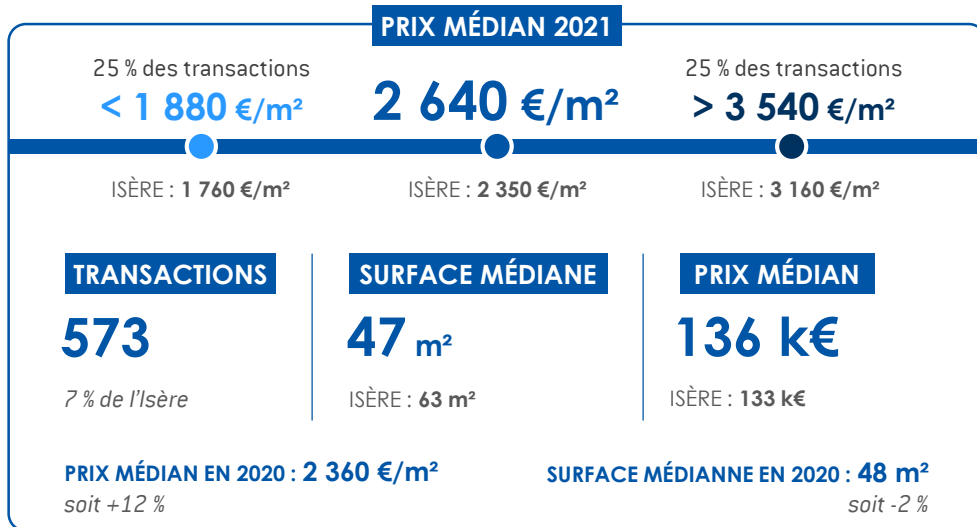 PRIX MÉDIAN 2021
25 % des transactions
< 1 880 €/m²
2 640 €/m²
25 % des transactions
> 3 540 €/m²
ISÈRE : 1 760 €/m²
ISÈRE : 2 350 €/m²
ISÈRE : 3 160 €/m²
TRANSACTIONS
573
7 % de l'Isère
SURFACE MÉDIANE
47 m²
ISÈRE : 63 m²
PRIX MÉDIAN
136 k€
ISÈRE : 133 k€
PRIX MÉDIAN EN 2020 : 2 360 €/m²
soit +12 %
SURFACE MÉDIANNE EN 2020 : 48 m²
soit -2 %